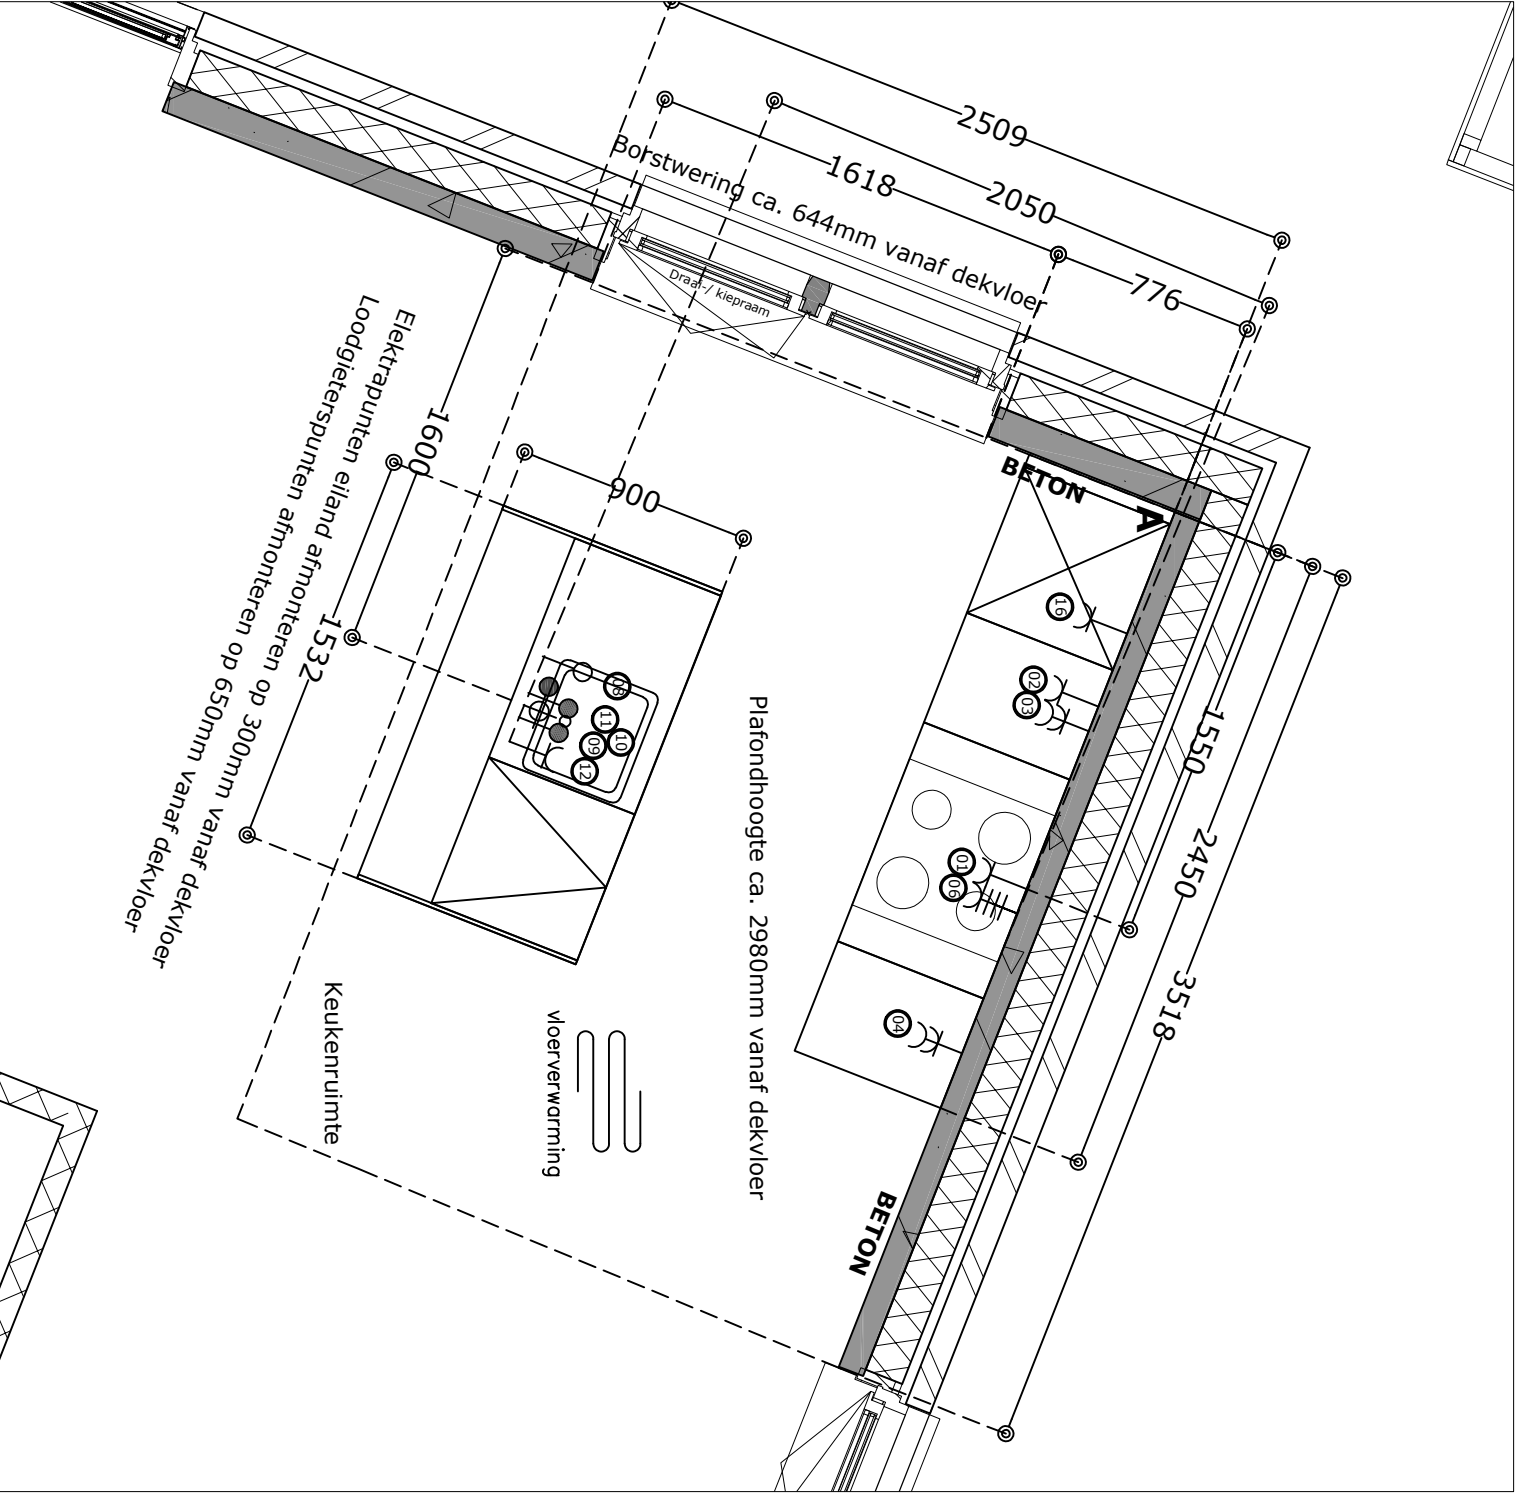 2509
1618
2050
776
Borstwering ca. 644mm vanaf dekvloer
Draai-/ kiepraam
BETON
A
1600
900
1532
Elektrapunten eiland afmonteren op 300mm vanaf dekvloer
Loodgieterspunten afmonteren op 650mm vanaf dekvloer
16
02
03
01
06
04
08
11
10
09
12
1550
2450
3518
Plafondhoogte ca. 2980mm vanaf dekvloer
Keukenruimte
vloerverwarming
BETON